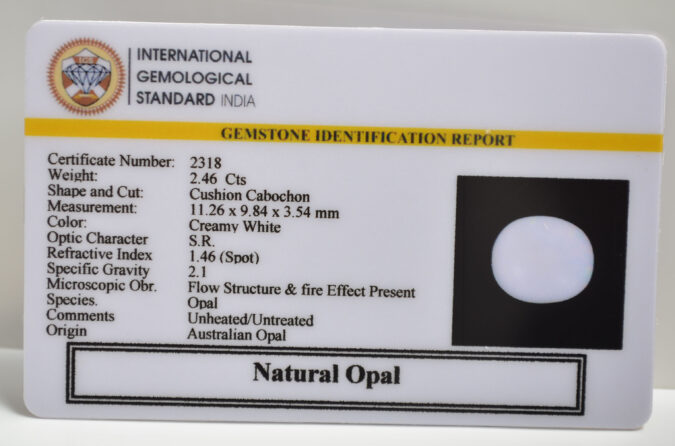 IGS
INTERNATIONAL
GEMOLOGICAL
STANDARD INDIA
GEMSTONE IDENTIFICATION REPORT
Certificate Number: 2318
Weight: 2.46 Cts
Shape and Cut: Cushion Cabochon
Measurement: 11.26 x 9.84 x 3.54 mm
Color: Creamy White
Optic Character S.R.
Refractive Index 1.46 (Spot)
Specific Gravity 2.1
Microscopic Obr. Flow Structure & fire Effect Present
Species. Opal
Comments Unheated/Untreated
Origin Australian Opal
Natural Opal